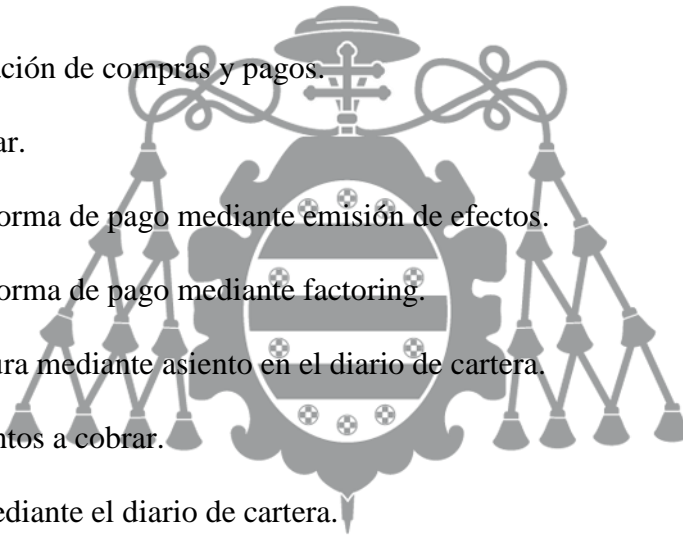 ción de compras y pagos.
ar.
orma de pago mediante emisión de efectos.
orma de pago mediante factoring.
ura mediante asiento en el diario de cartera.
ntos a cobrar.
ediante el diario de cartera.